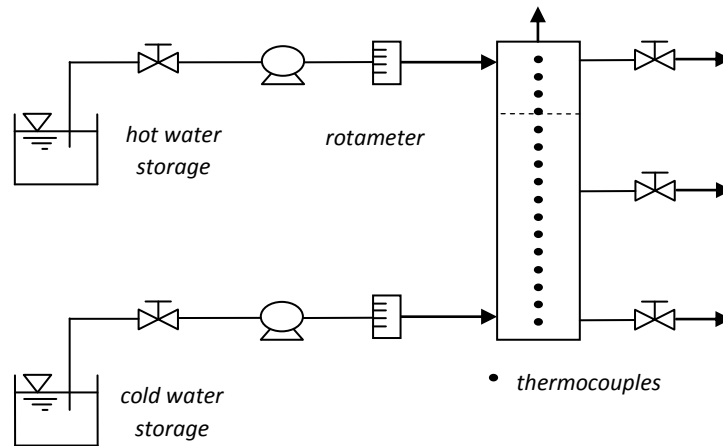 hot water
storage
rotameter
cold water
storage
thermocouples